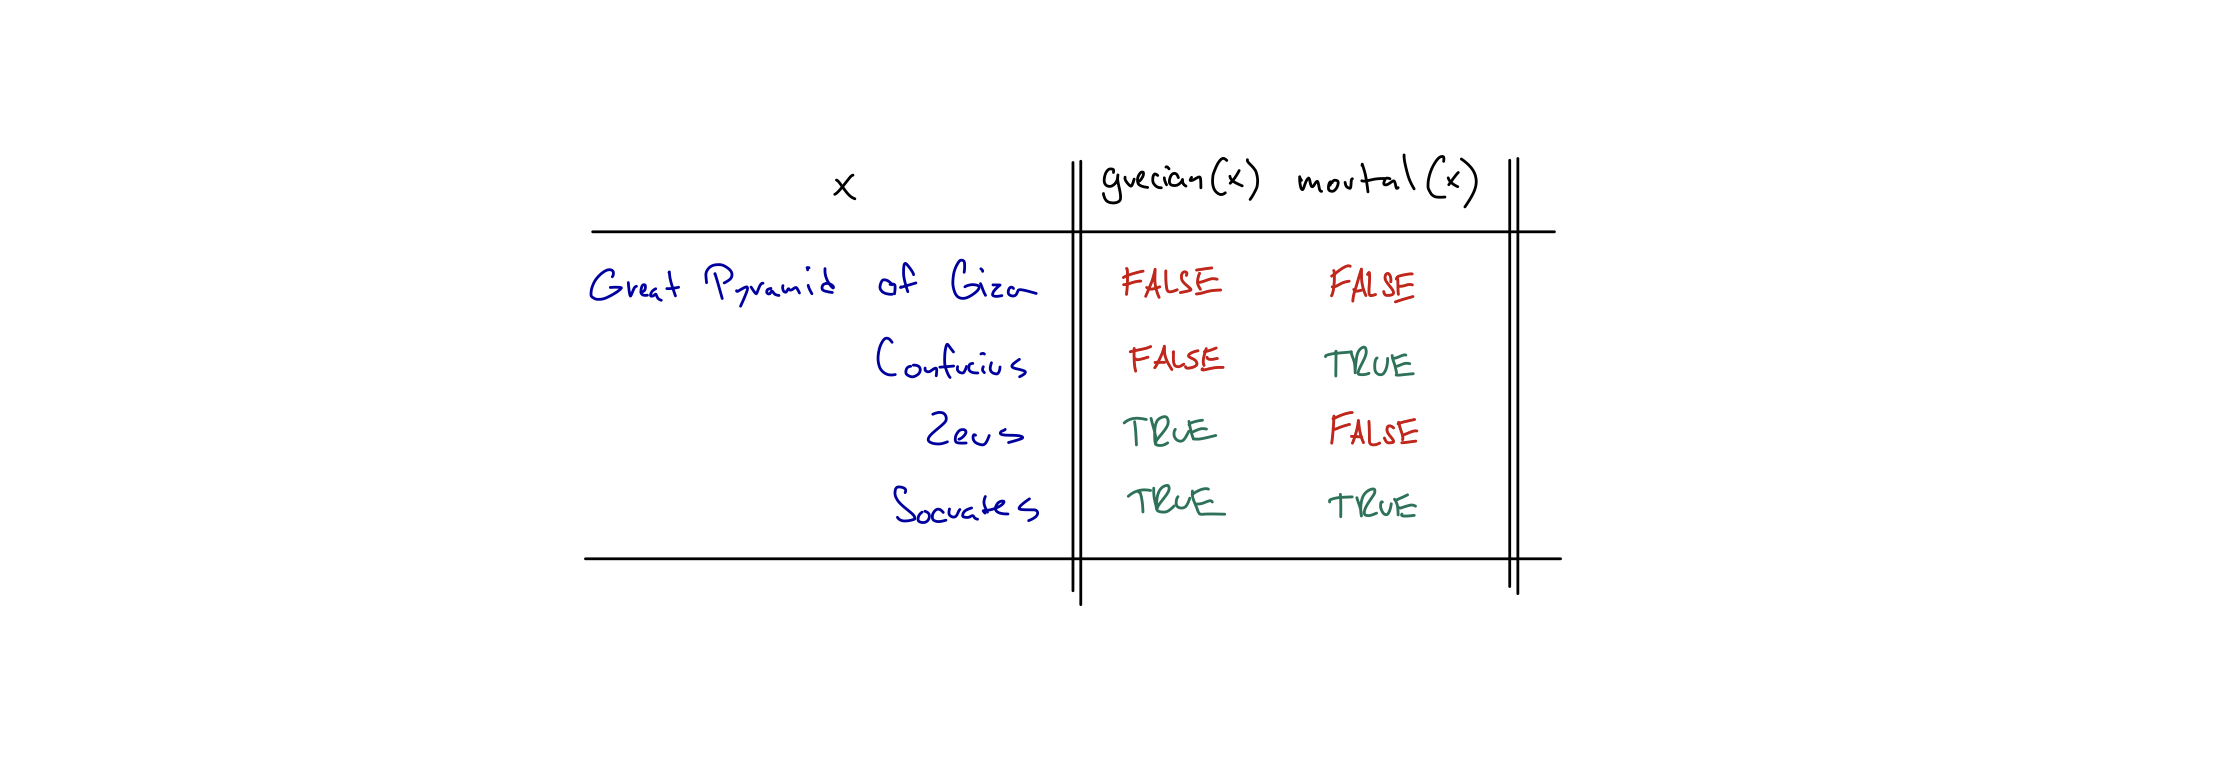 x grecian(x) mortal(x)
Great Pyramid of Giza FALSE FALSE
Confucius FALSE TRUE
Zeus TRUE FALSE
Socrates TRUE TRUE